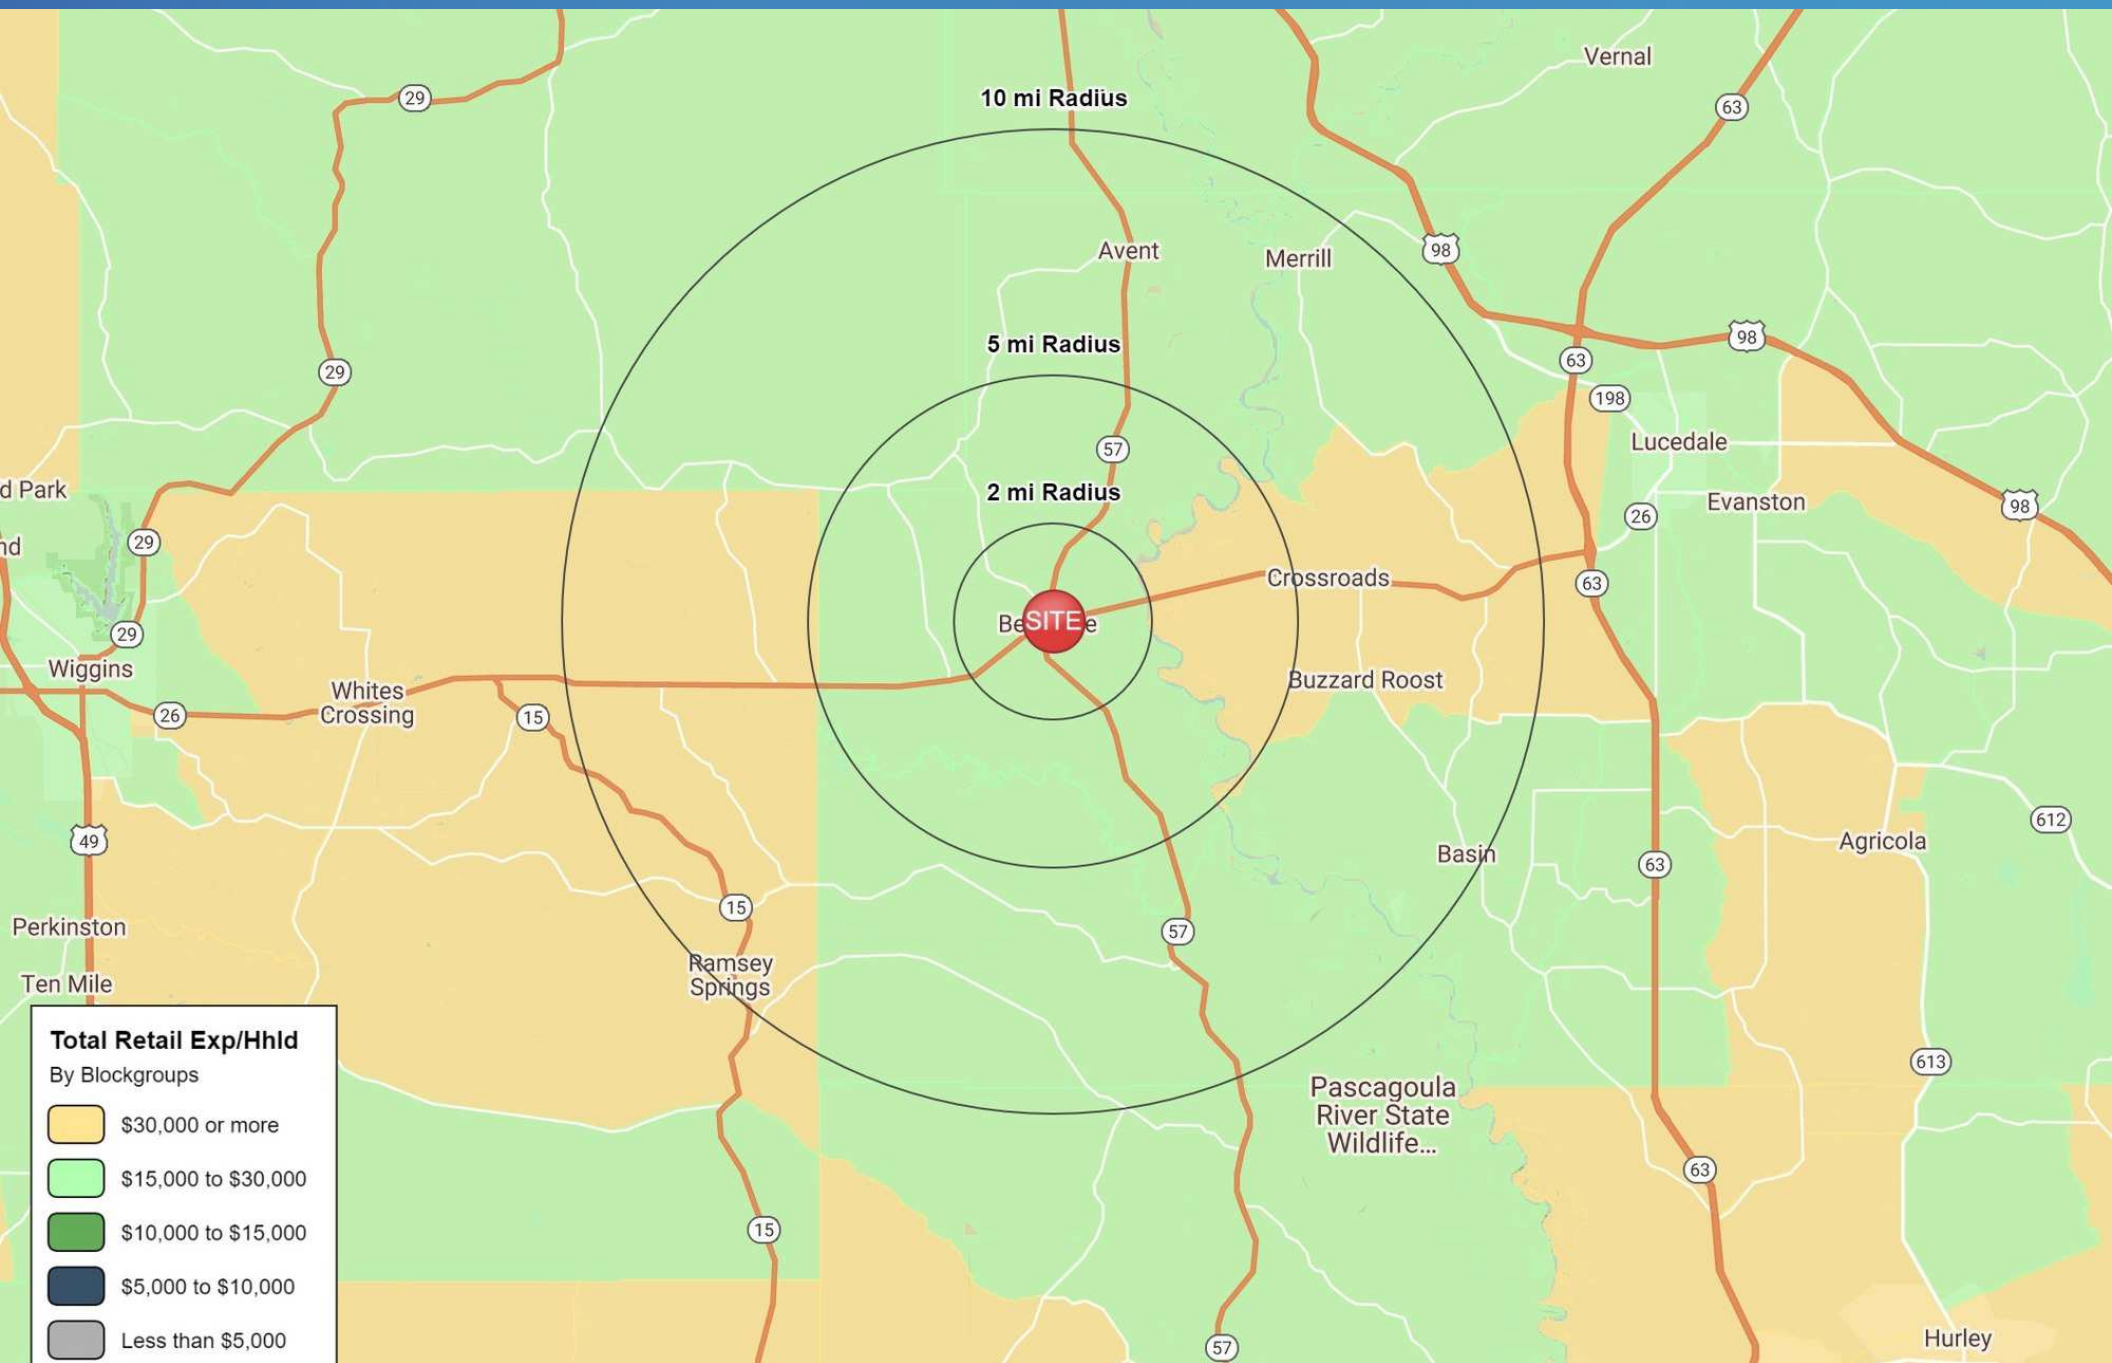 Vernal
29
63
10 mi Radius
Avent
Merrill
98
5 mi Radius
98
29
63
198
57
Lucedale
d Park
2 mi Radius
Evanston
98
26
nd
29
Crossroads
63
SITE
29
Wiggins
Buzzard Roost
Whites
Crossing
26
15
612
49
Agricola
Basin
63
15
Perkinston
57
Ramsey
Springs
Ten Mile
613
Pascagoula
River State
Wildlife...
63
15
Hurley
57
Total Retail Exp/Hhld
By Blockgroups
$30,000 or more
$15,000 to $30,000
$10,000 to $15,000
$5,000 to $10,000
Less than $5,000